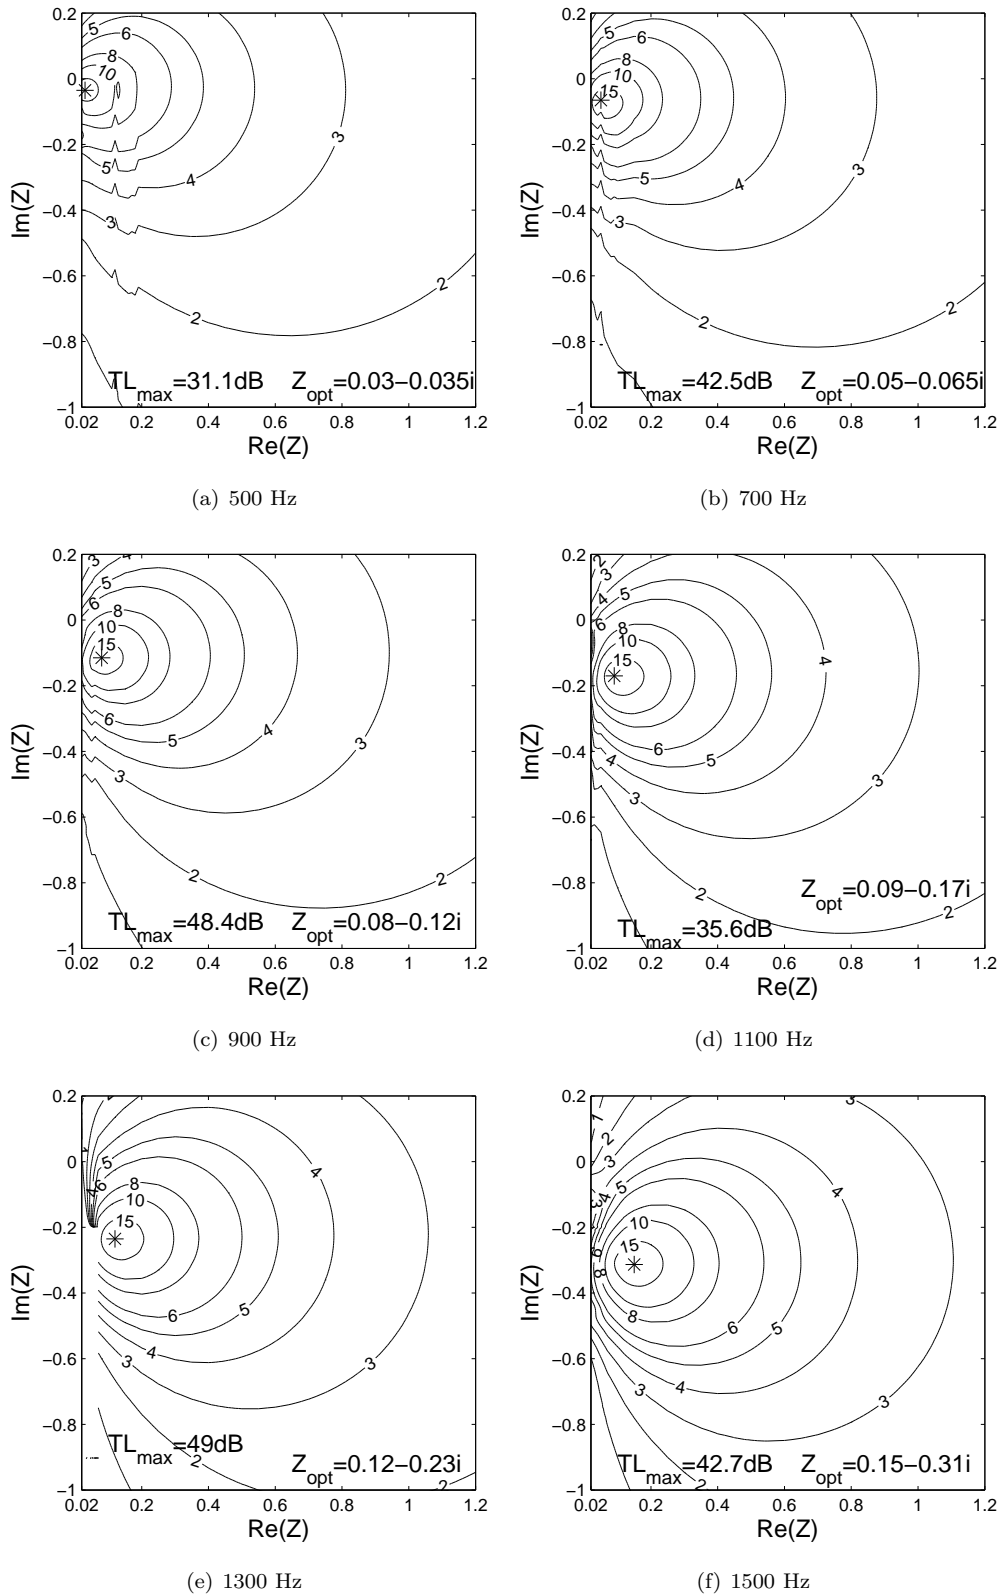 0.2
0
−0.2
−0.4
−0.6
−0.8
−1
Im(Z)
5 6 8 10 5 4 3 3 2 2
TLmax=31.1dB Zopt=0.03−0.035i
0.02 0.2 0.4 0.6 0.8 1 1.2
Re(Z)
(a) 500 Hz
0.2
0
−0.2
−0.4
−0.6
−0.8
−1
Im(Z)
5 6 8 10 15 5 4 3 3 2 2
TLmax=42.5dB Zopt=0.05−0.065i
0.02 0.2 0.4 0.6 0.8 1 1.2
Re(Z)
(b) 700 Hz
0.2
0
−0.2
−0.4
−0.6
−0.8
−1
Im(Z)
3 4 5 6 8 10 15 6 5 4 3 3 2 2
TLmax=48.4dB Zopt=0.08−0.12i
0.02 0.2 0.4 0.6 0.8 1 1.2
Re(Z)
(c) 900 Hz
0.2
0
−0.2
−0.4
−0.6
−0.8
−1
Im(Z)
2 3 4 5 6 8 10 15 4 6 5 4 3 3 2 2
Zopt=0.09−0.17i
TLmax=35.6dB
0.02 0.2 0.4 0.6 0.8 1 1.2
Re(Z)
(d) 1100 Hz
0.2
0
−0.2
−0.4
−0.6
−0.8
−1
Im(Z)
5 4 4 6 8 10 15 6 5 4 3 3 2 2
TLmax=49dB
Zopt=0.12−0.23i
0.02 0.2 0.4 0.6 0.8 1 1.2
Re(Z)
(e) 1300 Hz
0.2
0
−0.2
−0.4
−0.6
−0.8
−1
Im(Z)
1 2 3 3 4 5 4 3 6 8 10 15 8 6 5 4 3 3 2
TLmax=42.7dB Zopt=0.15−0.31i
0.02 0.2 0.4 0.6 0.8 1 1.2
Re(Z)
(f) 1500 Hz